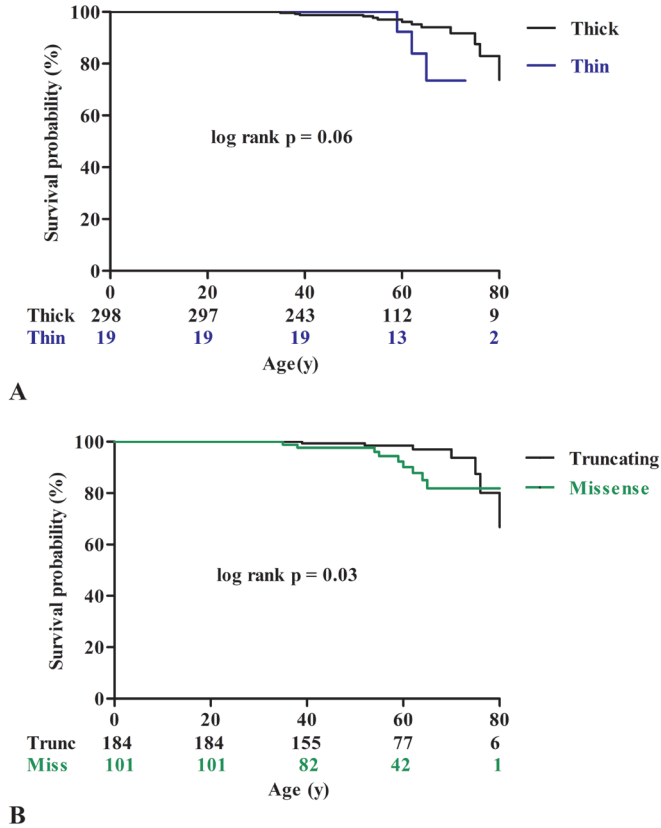 100
Thick
80
Thin
60
log rank p = 0.06
40
20
0
Survival probability (%)
0 20 40 60 80
Thick 298 297 243 112 9
Thin 19 19 19 13 2
Age(y)
A
100
Truncating
80
Missense
60
log rank p = 0.03
40
20
0
Survival probability (%)
0 20 40 60 80
Trunc 184 184 155 77 6
Miss 101 101 82 42 1
Age (y)
B